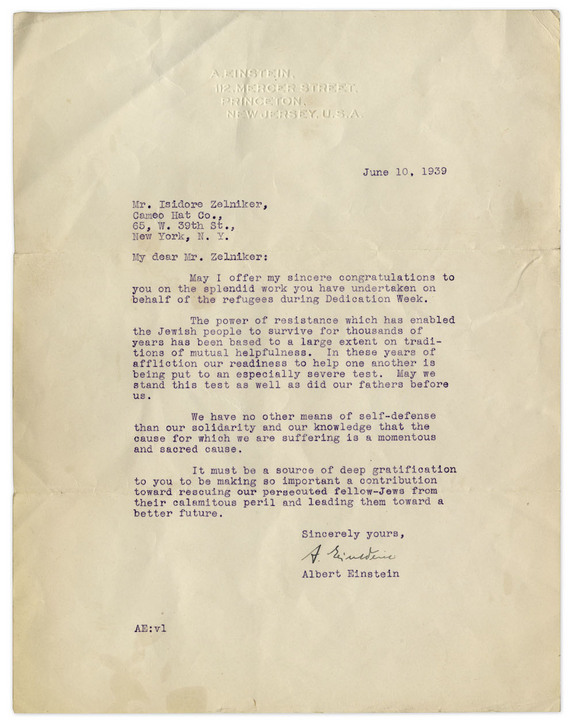 A. EINSTEIN,
112 MERCER STREET,
PRINCETON,
NEW JERSEY, U.S.A.
June 10, 1939
Mr. Isidore Zelniker,
Cameo Hat Co.,
65, W. 39th St.,
New York, N. Y.
My dear Mr. Zelniker:
May I offer my sincere congratulations to
you on the splendid work you have undertaken on
behalf of the refugees during Dedication Week.
The power of resistance which has enabled
the Jewish people to survive for thousands of
years has been based to a large extent on tradi-
tions of mutual helpfulness. In these years of
affliction our readiness to help one another is
being put to an especially severe test. May we
stand this test as well as did our fathers before
us.
We have no other means of self-defense
than our solidarity and our knowledge that the
cause for which we are suffering is a momentous
and sacred cause.
It must be a source of deep gratification
to you to be making so important a contribution
toward rescuing our persecuted fellow-Jews from
their calamitous peril and leading them toward a
better future.
Sincerely yours,
A. Einstein
Albert Einstein
AE:vl